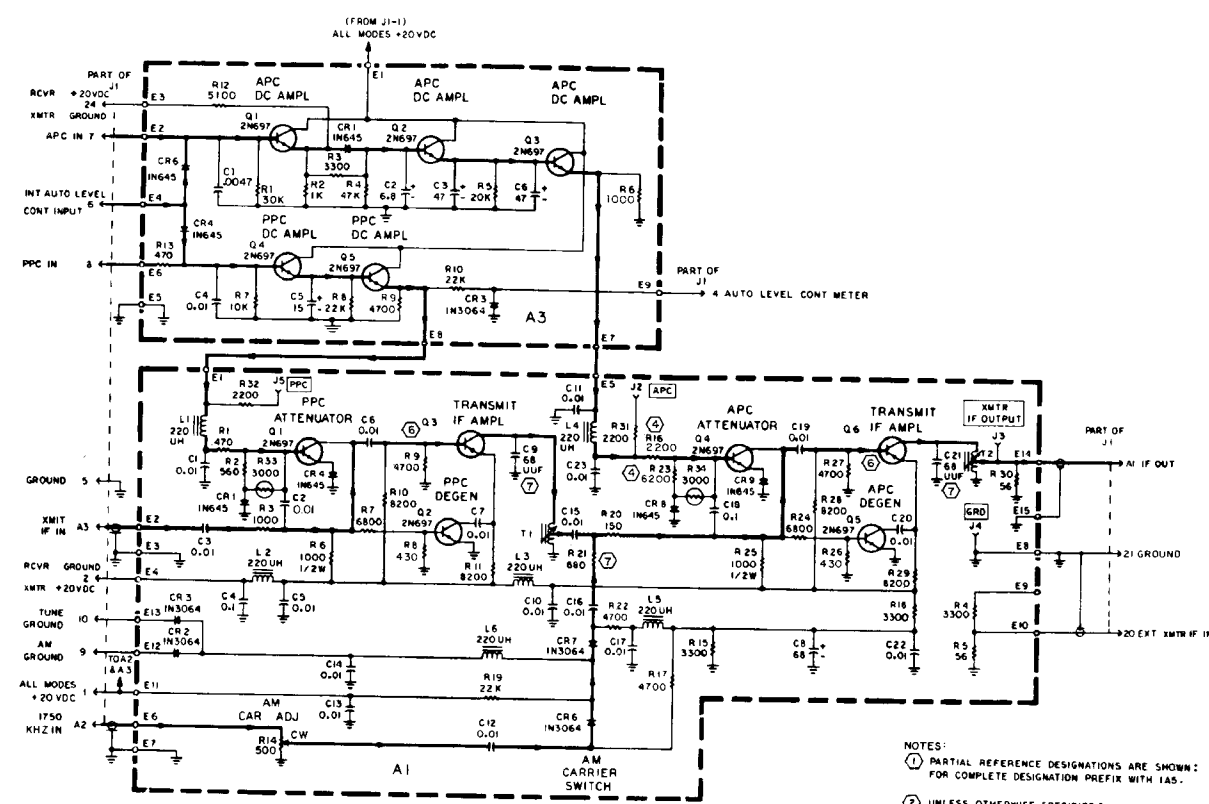 (FROM J1-1)
ALL MODES +20VDC
E1
PART OF
J1
RCVR +20VDC
24
XMTR GROUND
E3
R12
5100
APC
DC AMPL
APC
DC AMPL
APC
DC AMPL
APC IN 7
E2
Q1
2N697
CR1
1N645
Q2
2N697
Q3
2N697
CR6
1N645
C1
.0047
R1
30K
R3
3300
R2
1K
R4
47K
C2
6.8
C3
47
R5
20K
C6
47
R6
1000
INT AUTO LEVEL
6
CONT INPUT
E4
CR4
1N645
PPC
DC AMPL
PPC
DC AMPL
R13
470
Q4
2N697
Q5
2N697
PPC IN
E6
R10
22K
E9
PART OF
J1
4 AUTO LEVEL CONT METER
E5
C4
0.01
R7
10K
C5
15
R8
22K
R9
4700
CR3
1N3064
A3
E8
E7
E1
R32
2200
J5
PPC
L1
220
UH
PPC
ATTENUATOR
C6
0.01
Q3
6
TRANSMIT
IF AMPL
C11
0.01
E5
J2
APC
APC
ATTENUATOR
C19
0.01
Q6
TRANSMIT
IF AMPL
XMTR
IF OUTPUT
J3
PART OF
J1
R1
470
Q1
2N697
C1
0.01
R2
560
R33
3000
CR4
1N645
CR1
1N645
C2
0.01
R3
1000
R9
4700
C9
68
UUF
7
L4
220
UH
R31
2200
4
R16
2200
Q4
2N697
C23
0.01
4
R23
6200
R34
3000
CR9
1N645
CR8
1N645
C18
0.1
R27
4700
6
C21
68
UUF
7
T2
E14
A1 IF OUT
R30
56
E15
GROUND 5
XMIT
IF IN
A3
E2
C3
0.01
E3
R10
8200
R7
6800
PPC
DEGEN
Q2
2N697
C7
0.01
R8
430
R11
8200
T1
C15
0.01
R20
150
R21
680
7
R28
8200
R24
6800
APC
DEGEN
Q5
2N697
C20
0.01
R26
430
R29
8200
GRD
J4
E8
21 GROUND
R6
1000
1/2W
R25
1000
1/2W
RCVR GROUND
2
XMTR +20VDC
E4
L2
220UH
L3
220UH
C4
0.1
C5
0.01
C10
0.01
C16
0.01
R22
4700
L5
220UH
E9
R4
3300
R18
3300
TUNE
GROUND
10
E13
CR3
1N3064
CR2
1N3064
AM
GROUND
9
E12
L6
220UH
CR7
1N3064
C17
0.01
R15
3300
C8
68
C22
0.01
E10
20 EXT XMTR IF IN
R5
56
TO A2
& A3
C14
0.01
ALL MODES
+20VDC
1
E11
R19
22K
R17
4700
C13
0.01
1750
KHZ IN
A2
E6
AM
CAR ADJ
CW
R14
500
C12
0.01
CR6
1N3064
E7
A1
AM
CARRIER
SWITCH
NOTES:
1 PARTIAL REFERENCE DESIGNATIONS ARE SHOWN:
FOR COMPLETE DESIGNATION PREFIX WITH 1A5.
2 UNLESS OTHERWISE